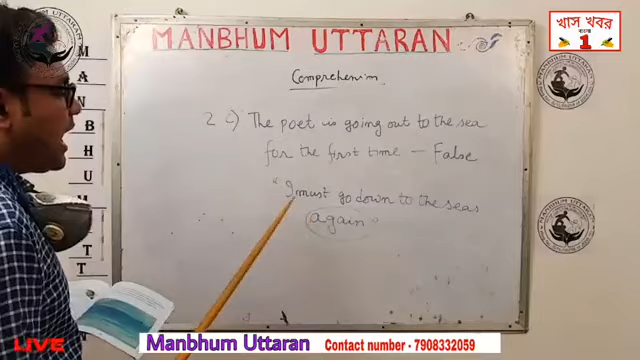 MANBHUM UTTARAN
খাস খবর
বাংলা
1
Comprehension
2 c) The poet is going out to the sea
for the first time — False
" I must go down to the seas
again "
M
A
N
B
H
U
M
U
T
T
LIVE
Manbhum Uttaran Contact number - 7908332059